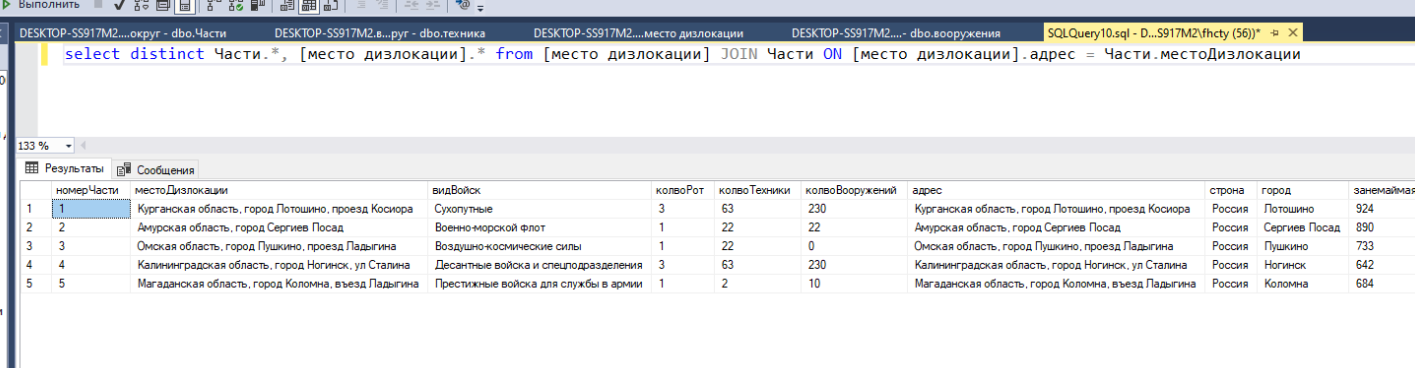 Выполнить
DESKTOP-SS917M2....округ - dbo.Части DESKTOP-SS917M2.в...руг - dbo.техника DESKTOP-SS917M2....место дизлокации DESKTOP-SS917M2....- dbo.вооружения SQLQuery10.sql - D...S917M2\fhcty (56))*
select distinct Части.*, [место дизлокации].* from [место дизлокации] JOIN Части ON [место дизлокации].адрес = Части.местоДизлокации
133 %
Результаты Сообщения
номерЧасти местоДизлокации видВойск колвоРот колвоТехники колвоВооружений адрес строна город занемаймая
1 1 Курганская область, город Лотошино, проезд Косиора Сухопутные 3 63 230 Курганская область, город Лотошино, проезд Косиора Россия Лотошино 924
2 2 Амурская область, город Сергиев Посад Военно-морской флот 1 22 22 Амурская область, город Сергиев Посад Россия Сергиев Посад 890
3 3 Омская область, город Пушкино, проезд Ладыгина Воздушно-космические силы 1 22 0 Омская область, город Пушкино, проезд Ладыгина Россия Пушкино 733
4 4 Калининградская область, город Ногинск, ул Сталина Десантные войска и спецподразделения 3 63 230 Калининградская область, город Ногинск, ул Сталина Россия Ногинск 642
5 5 Магаданская область, город Коломна, въезд Ладыгина Престижные войска для службы в армии 1 2 10 Магаданская область, город Коломна, въезд Ладыгина Россия Коломна 684